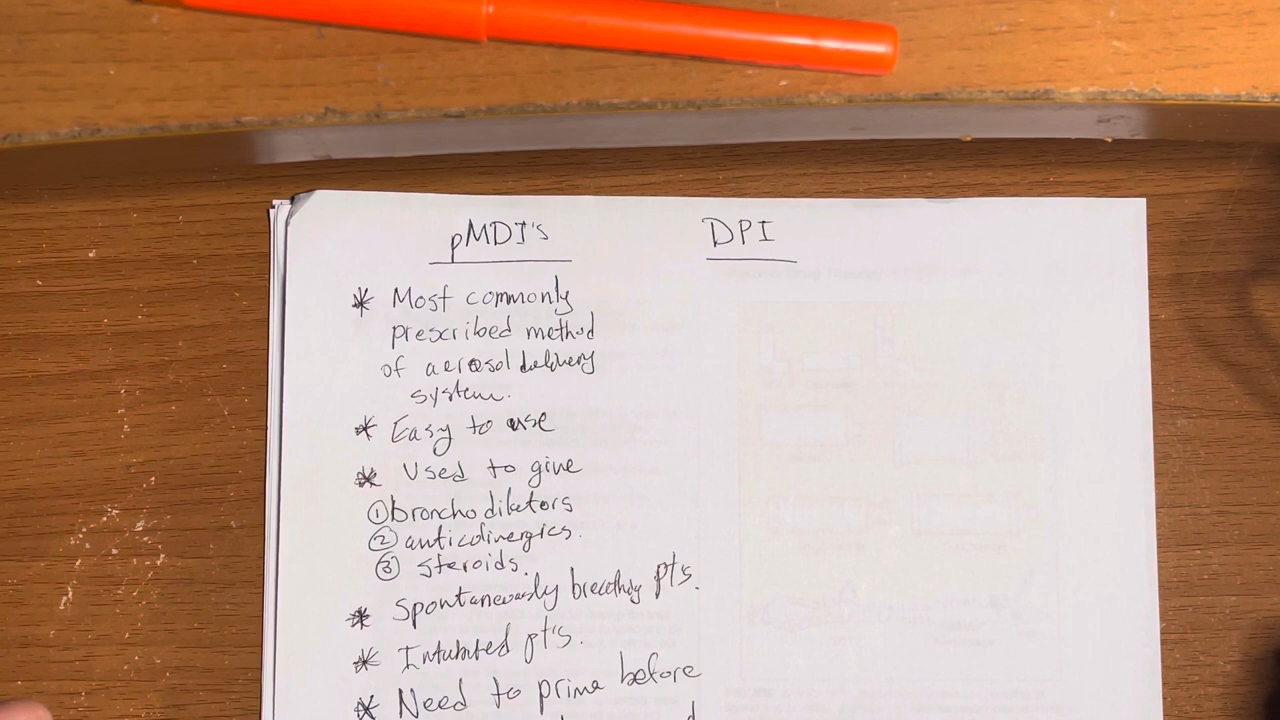 pMDI's
DPI
* Most commonly
prescribed method
of aerosol delivery
system.
* Easy to use
* Used to give
① bronchodilators
② anticolinergics.
③ steroids.
* Spontaneously breathing pts.
* Intubated pt's.
* Need to prime before